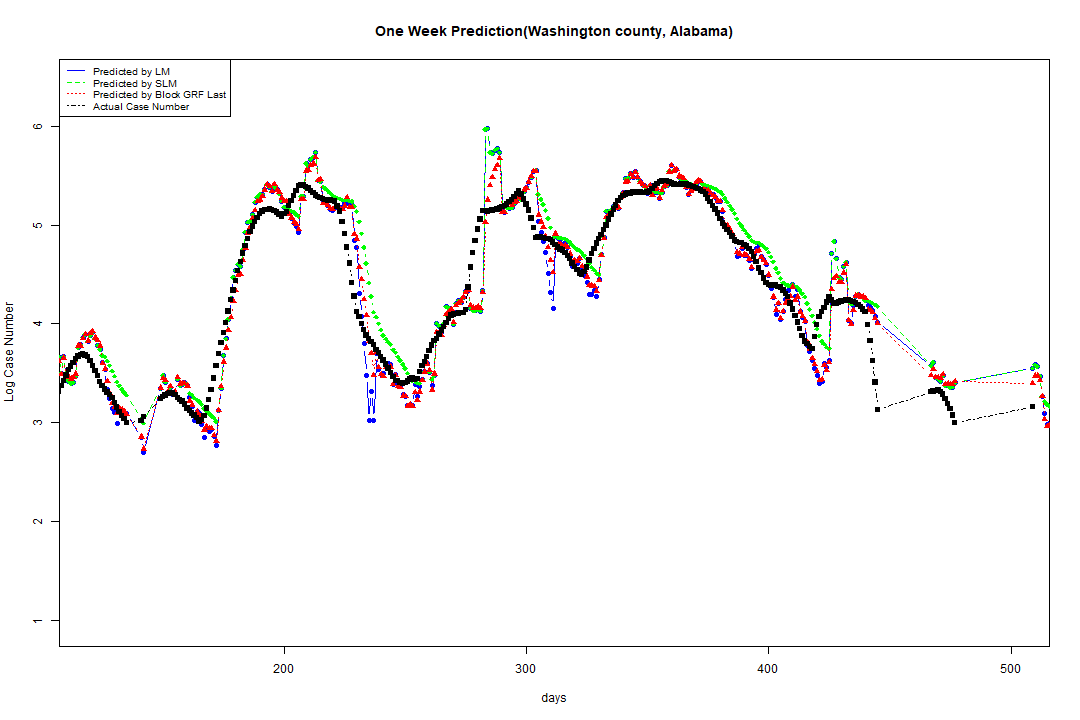 One Week Prediction(Washington county, Alabama)
Predicted by LM
Predicted by SLM
Predicted by Block GRF Last
Actual Case Number
6
5
4
3
2
1
Log Case Number
200
300
400
500
days